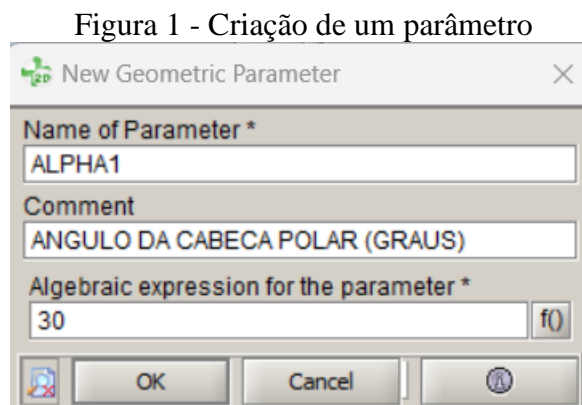 Figura 1 - Criação de um parâmetro
2D New Geometric Parameter
Name of Parameter *
ALPHA1
Comment
ANGULO DA CABECA POLAR (GRAUS)
Algebraic expression for the parameter *
30 f()
OK Cancel